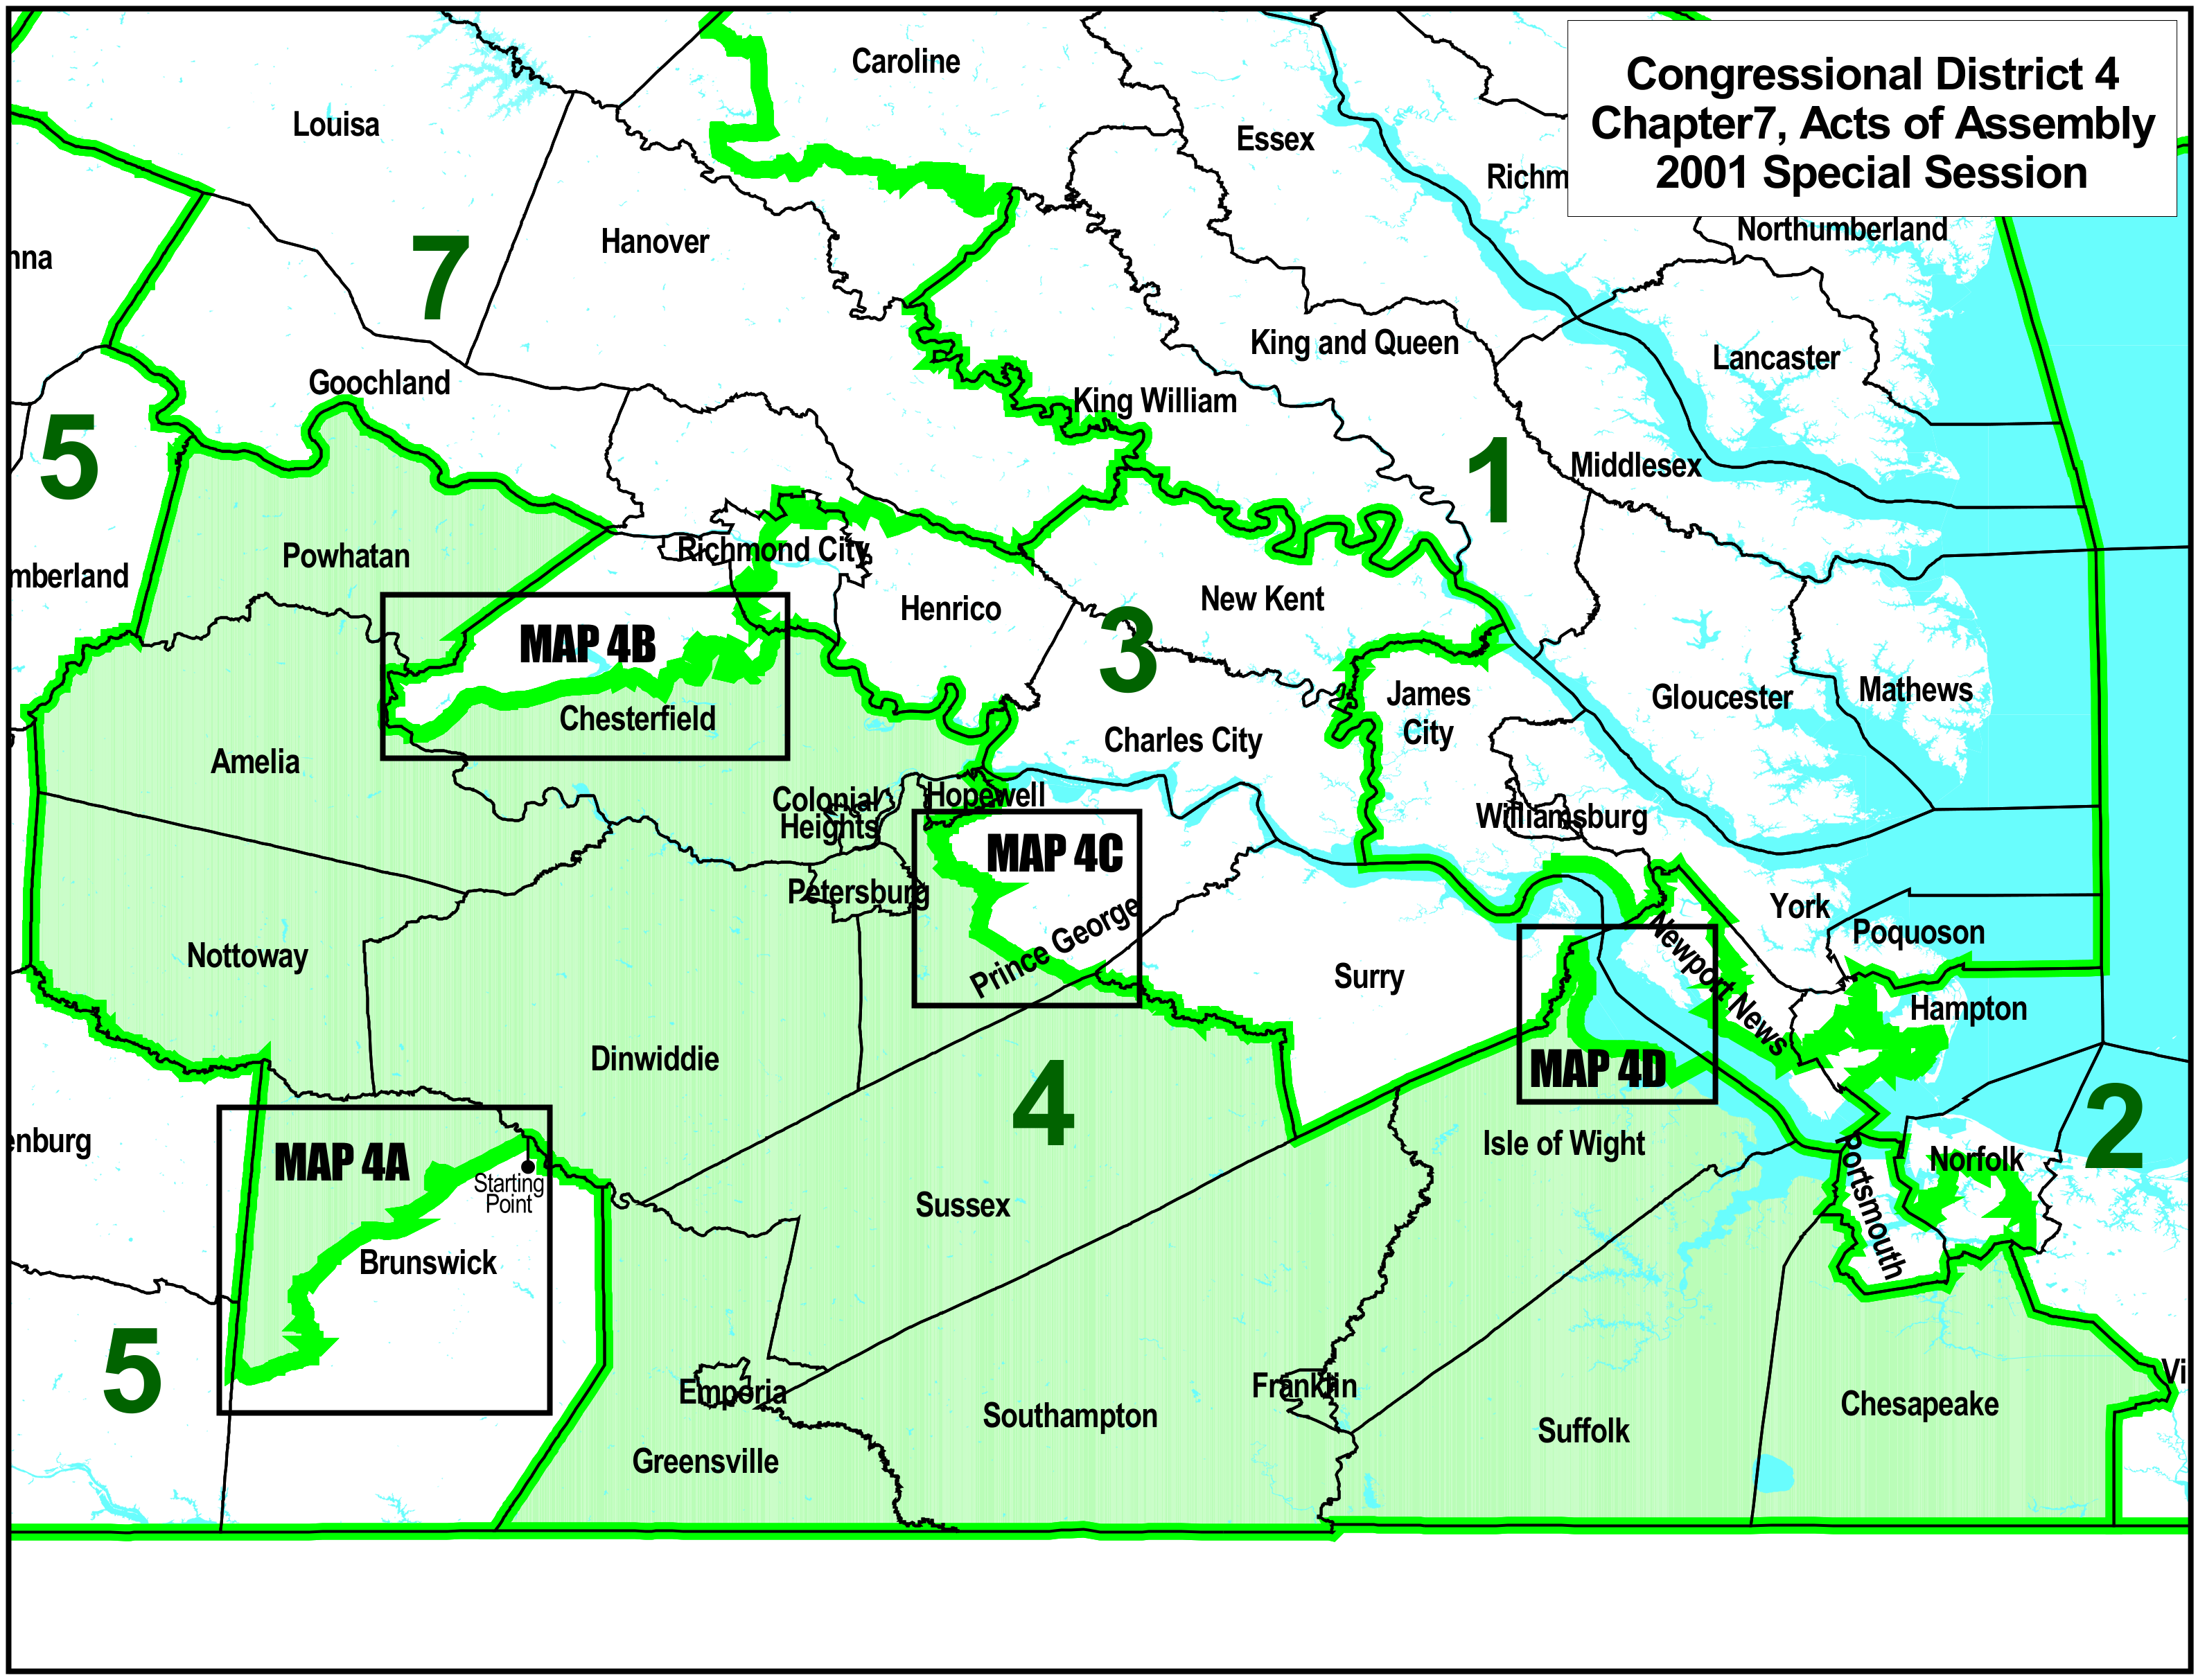 Congressional District 4
Chapter7, Acts of Assembly
2001 Special Session
Caroline
Louisa
Essex
Richm
Northumberland
Hanover
nna
7
King and Queen
Lancaster
Goochland
King William
5
1
Middlesex
Powhatan
Richmond City
mberland
Henrico
New Kent
3
MAP 4B
James
City
Gloucester
Mathews
Chesterfield
Charles City
Amelia
Colonial
Heights
Hopewell
Williamsburg
MAP 4C
Petersburg
York
Poquoson
Prince George
Newport News
Nottoway
Surry
Hampton
Dinwiddie
4
MAP 4D
2
enburg
MAP 4A
Isle of Wight
Portsmouth
Norfolk
Starting
Point
Sussex
Brunswick
5
Emporia
Franklin
Vi
Southampton
Chesapeake
Suffolk
Greensville